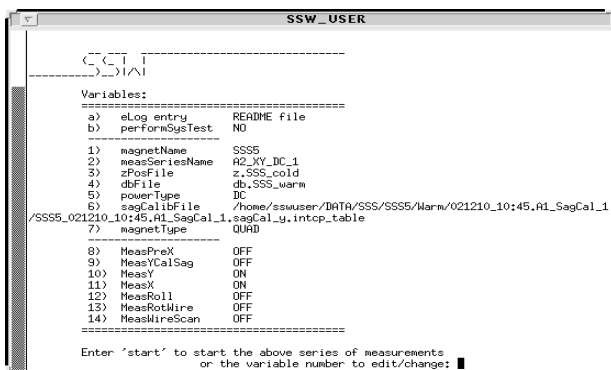 SSW_USER
Variables:
a) eLog entry README file
b) performSysTest NO
1) magnetName SSS5
2) measSeriesName A2_XY_DC_1
3) zPosFile z.SSS_cold
4) dbFile db.SSS_warm
5) powerType DC
6) sagCalibFile /home/sswuser/DATA/SSS/SSS5/Warm/021210_10:45.A1_SagCal_1
/SSS5_021210_10:45.A1_SagCal_1.sagCal_y.intcp_table
7) magnetType QUAD
8) MeasPreX OFF
9) MeasYCalSag OFF
10) MeasY ON
11) MeasX ON
12) MeasRoll OFF
13) MeasRotWire OFF
14) MeasWireScan OFF
Enter 'start' to start the above series of measurements
or the variable number to edit/change: